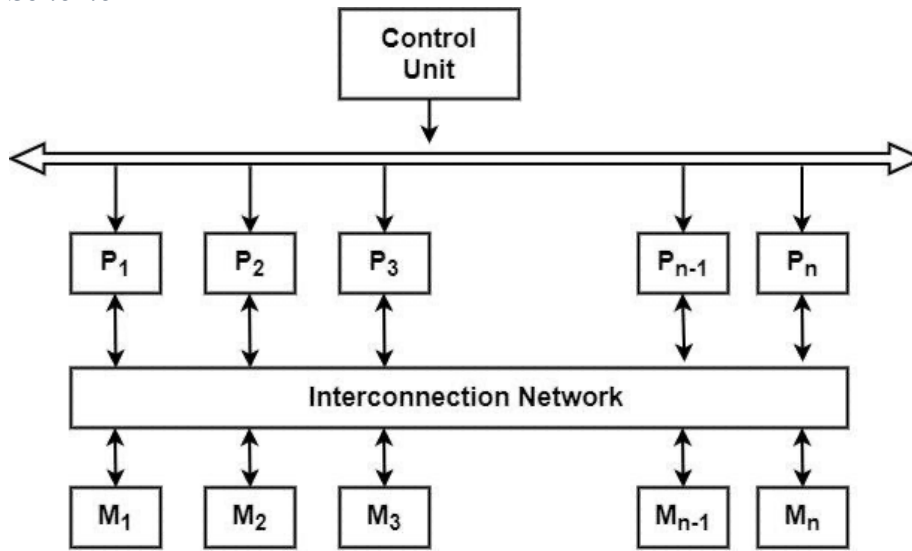 Control
Unit
P1 P2 P3 Pn-1 Pn
Interconnection Network
M1 M2 M3 Mn-1 Mn